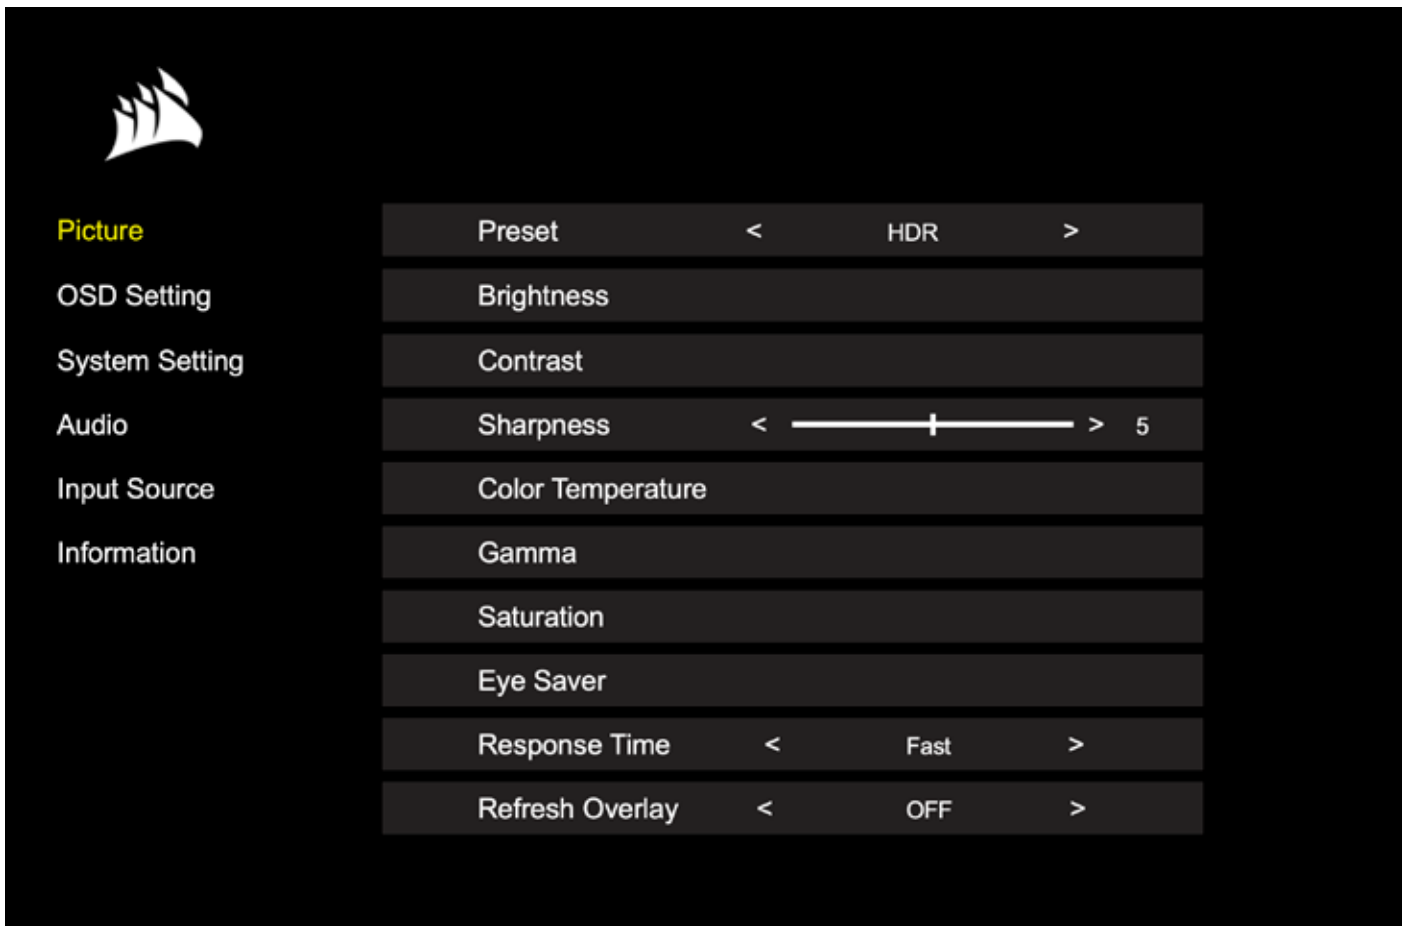 Picture
OSD Setting
System Setting
Audio
Input Source
Information
Preset < HDR >
Brightness
Contrast
Sharpness < > 5
Color Temperature
Gamma
Saturation
Eye Saver
Response Time < Fast >
Refresh Overlay < OFF >